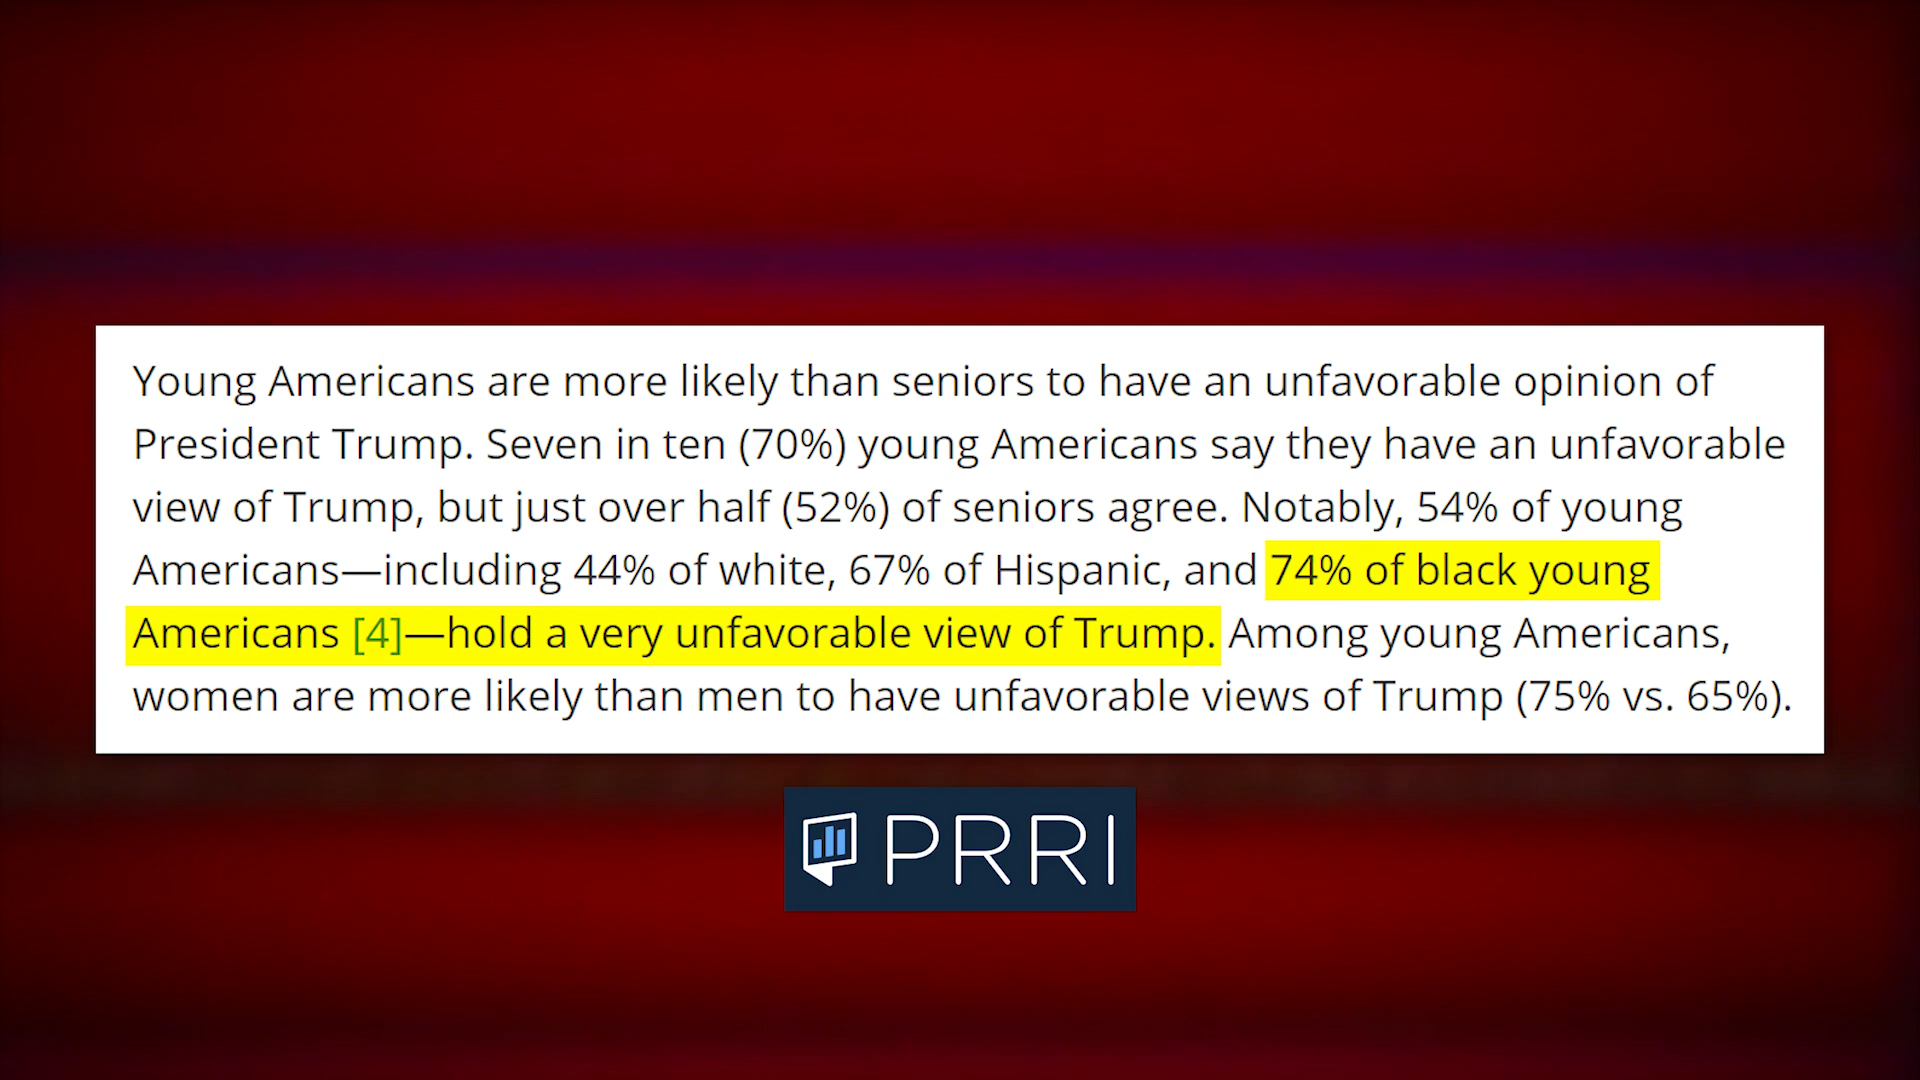 Young Americans are more likely than seniors to have an unfavorable opinion of
President Trump. Seven in ten (70%) young Americans say they have an unfavorable
view of Trump, but just over half (52%) of seniors agree. Notably, 54% of young
Americans—including 44% of white, 67% of Hispanic, and 74% of black young
Americans [4]—hold a very unfavorable view of Trump. Among young Americans,
women are more likely than men to have unfavorable views of Trump (75% vs. 65%).
PRRI